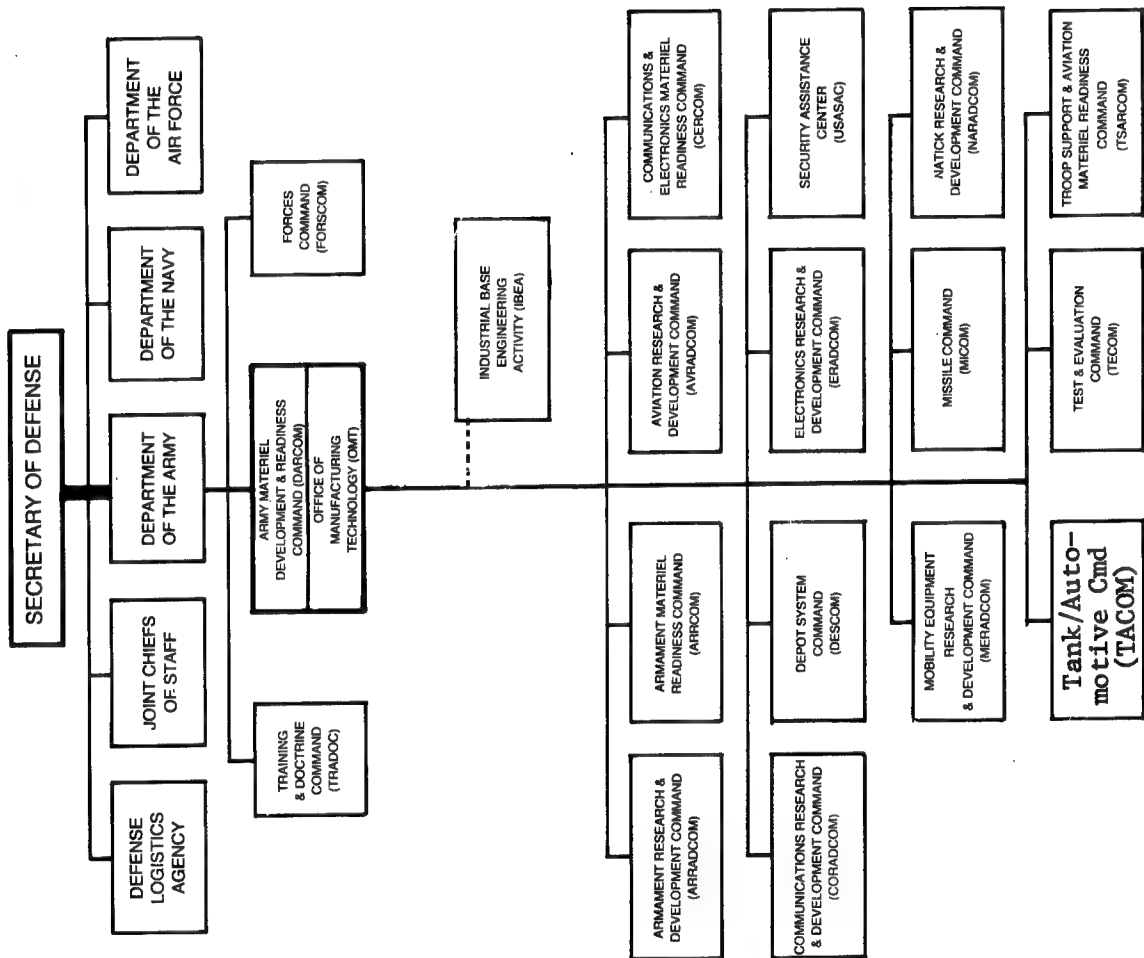 SECRETARY OF DEFENSE
DEFENSE
LOGISTICS
AGENCY
JOINT CHIEFS
OF STAFF
DEPARTMENT
OF THE ARMY
DEPARTMENT
OF THE NAVY
DEPARTMENT
OF THE
AIR FORCE
TRAINING
& DOCTRINE
COMMAND
(TRADOC)
ARMY MATERIEL
DEVELOPMENT & READINESS
COMMAND (DARCOM)
OFFICE OF
MANUFACTURING
TECHNOLOGY (OMT)
FORCES
COMMAND
(FORSCOM)
INDUSTRIAL BASE
ENGINEERING
ACTIVITY (IBEA)
ARMAMENT RESEARCH &
DEVELOPMENT COMMAND
(ARRADCOM)
ARMAMENT MATERIEL
READINESS COMMAND
(ARRCOM)
AVIATION RESEARCH &
DEVELOPMENT COMMAND
(AVRADCOM)
COMMUNICATIONS &
ELECTRONICS MATERIEL
READINESS COMMAND
(CERCOM)
COMMUNICATIONS RESEARCH
& DEVELOPMENT COMMAND
(CORADCOM)
DEPOT SYSTEM
COMMAND
(DESCOM)
ELECTRONICS RESEARCH &
DEVELOPMENT COMMAND
(ERADCOM)
SECURITY ASSISTANCE
CENTER
(USASAC)
MOBILITY EQUIPMENT
RESEARCH
& DEVELOPMENT COMMAND
(MERADCOM)
MISSILE COMMAND
(MICOM)
NATICK RESEARCH &
DEVELOPMENT COMMAND
(NARADCOM)
Tank/Auto-
motive Cmd
(TACOM)
TEST & EVALUATION
COMMAND
(TECOM)
TROOP SUPPORT & AVIATION
MATERIEL READINESS
COMMAND
(TSARCOM)